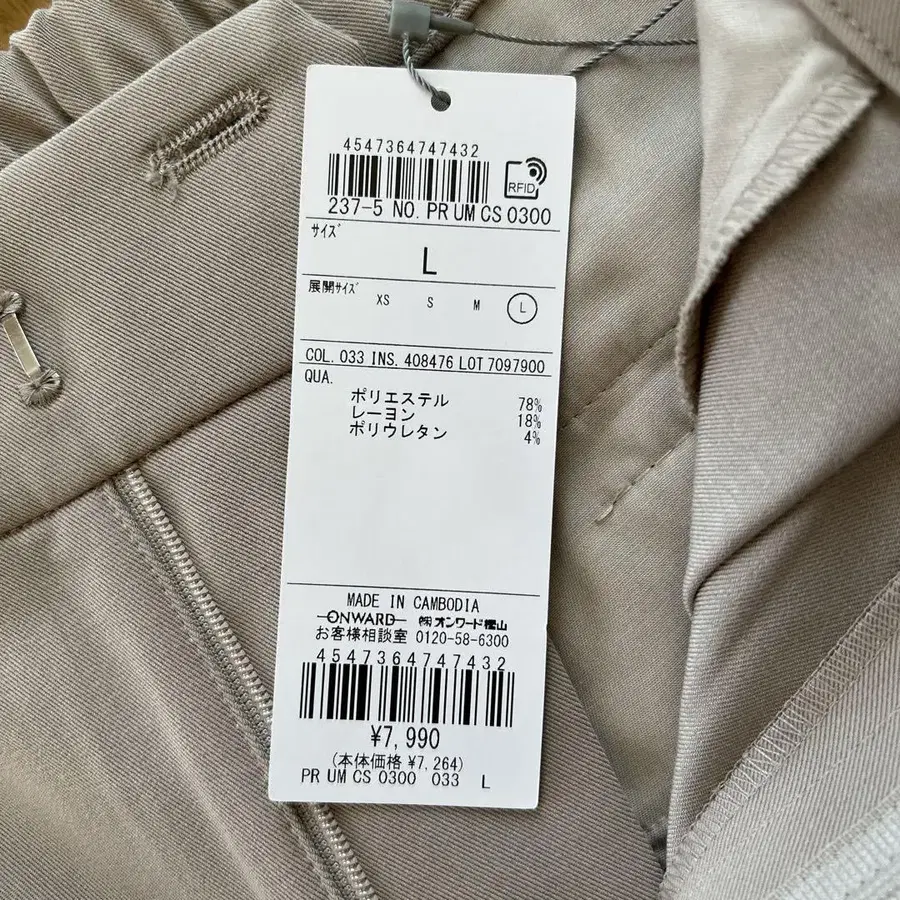 4547364747432
RFID
237-5 NO. PR UM CS 0300
サイズ
L
展開サイズ XS S M L
COL. 033 INS. 408476 LOT 7097900
QUA.
ポリエステル 78%
レーヨン 18%
ポリウレタン 4%
MADE IN CAMBODIA
ONWARD ㈱オンワード樫山
お客様相談室 0120-58-6300
4547364747432
¥7,990
(本体価格 ¥7,264)
PR UM CS 0300 033 L